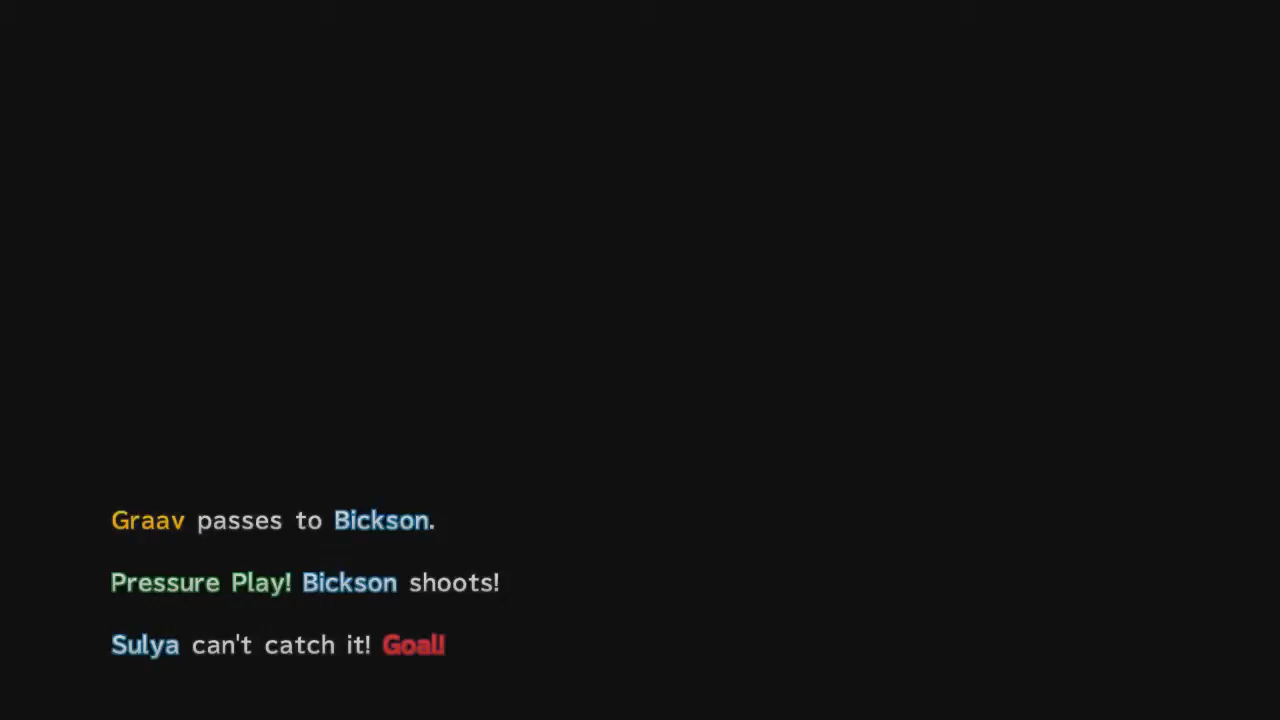 Graav passes to Bickson.
Pressure Play! Bickson shoots!
Sulya can't catch it! Goal!